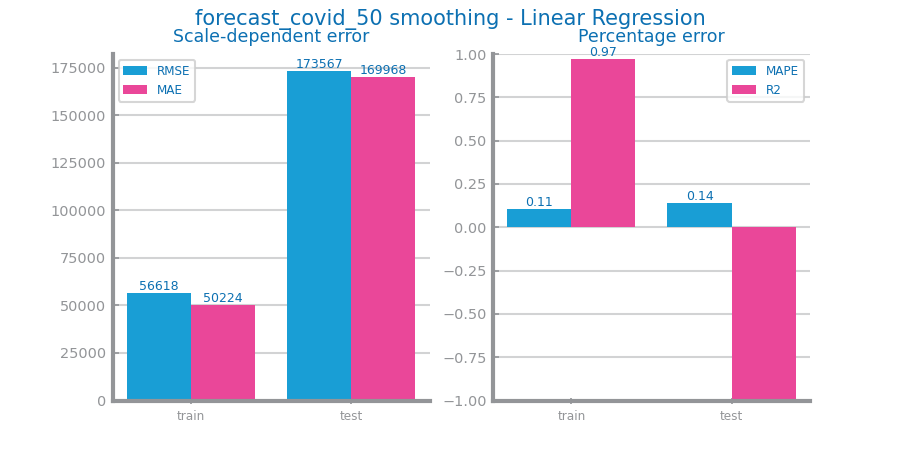 forecast_covid_50 smoothing - Linear Regression
Scale-dependent error
175000
150000
125000
100000
75000
50000
25000
0
RMSE
MAE
56618
50224
173567
169968
train
test
Percentage error
1.00
0.75
0.50
0.25
0.00
−0.25
−0.50
−0.75
−1.00
MAPE
R2
0.11
0.97
0.14
train
test